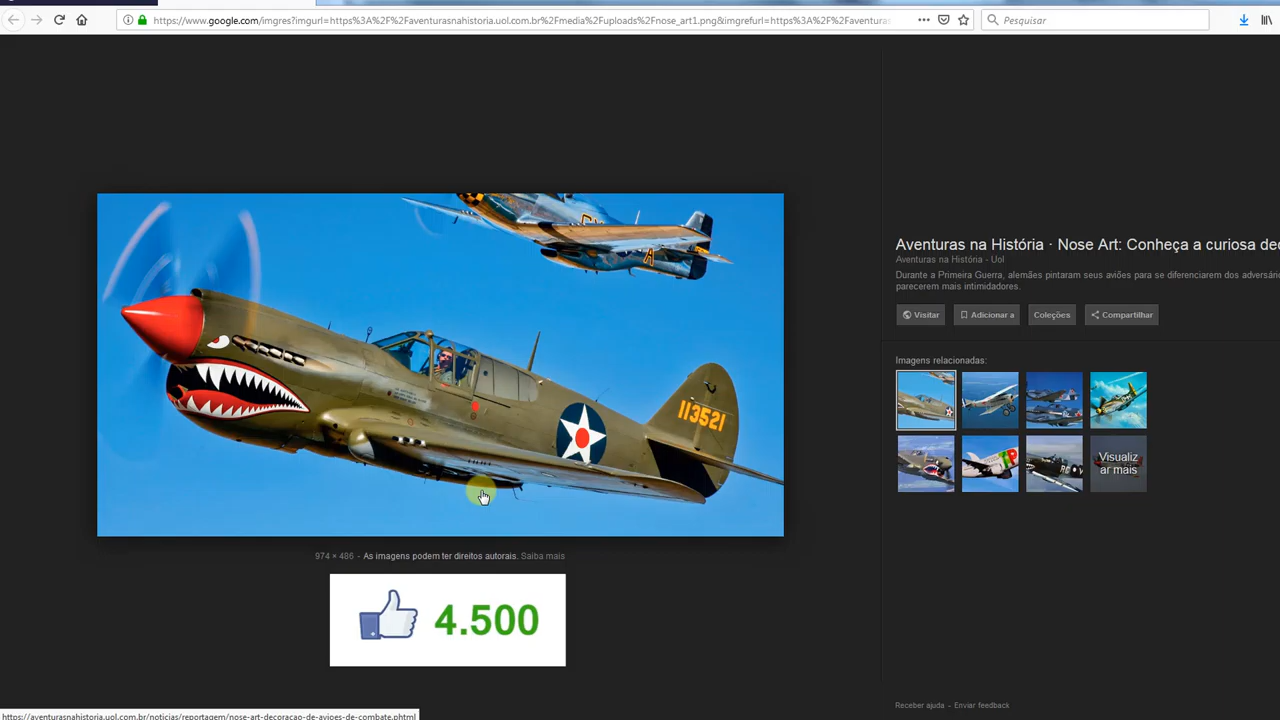 https://www.google.com/imgres?imgurl=https%3A%2F%2Faventurasnahistoria.uol.com.br%2Fmedia%2Fuploads%2Fnose_art1.png&imgrefurl=https%3A%2F%2Faventuras
Pesquisar
113521
A
Aventuras na História · Nose Art: Conheça a curiosa dec
Aventuras na História - Uol
Durante a Primeira Guerra, alemães pintaram seus aviões para se diferenciarem dos adversário
parecerem mais intimidadores.
Visitar
Adicionar a
Coleções
Compartilhar
Imagens relacionadas:
Visualiz
ar mais
974 × 486 - As imagens podem ter direitos autorais. Saiba mais
4.500
Receber ajuda - Enviar feedback
https://aventurasnahistoria.uol.com.br/noticias/reportagem/nose-art-decoracao-de-avioes-de-combate.phtml